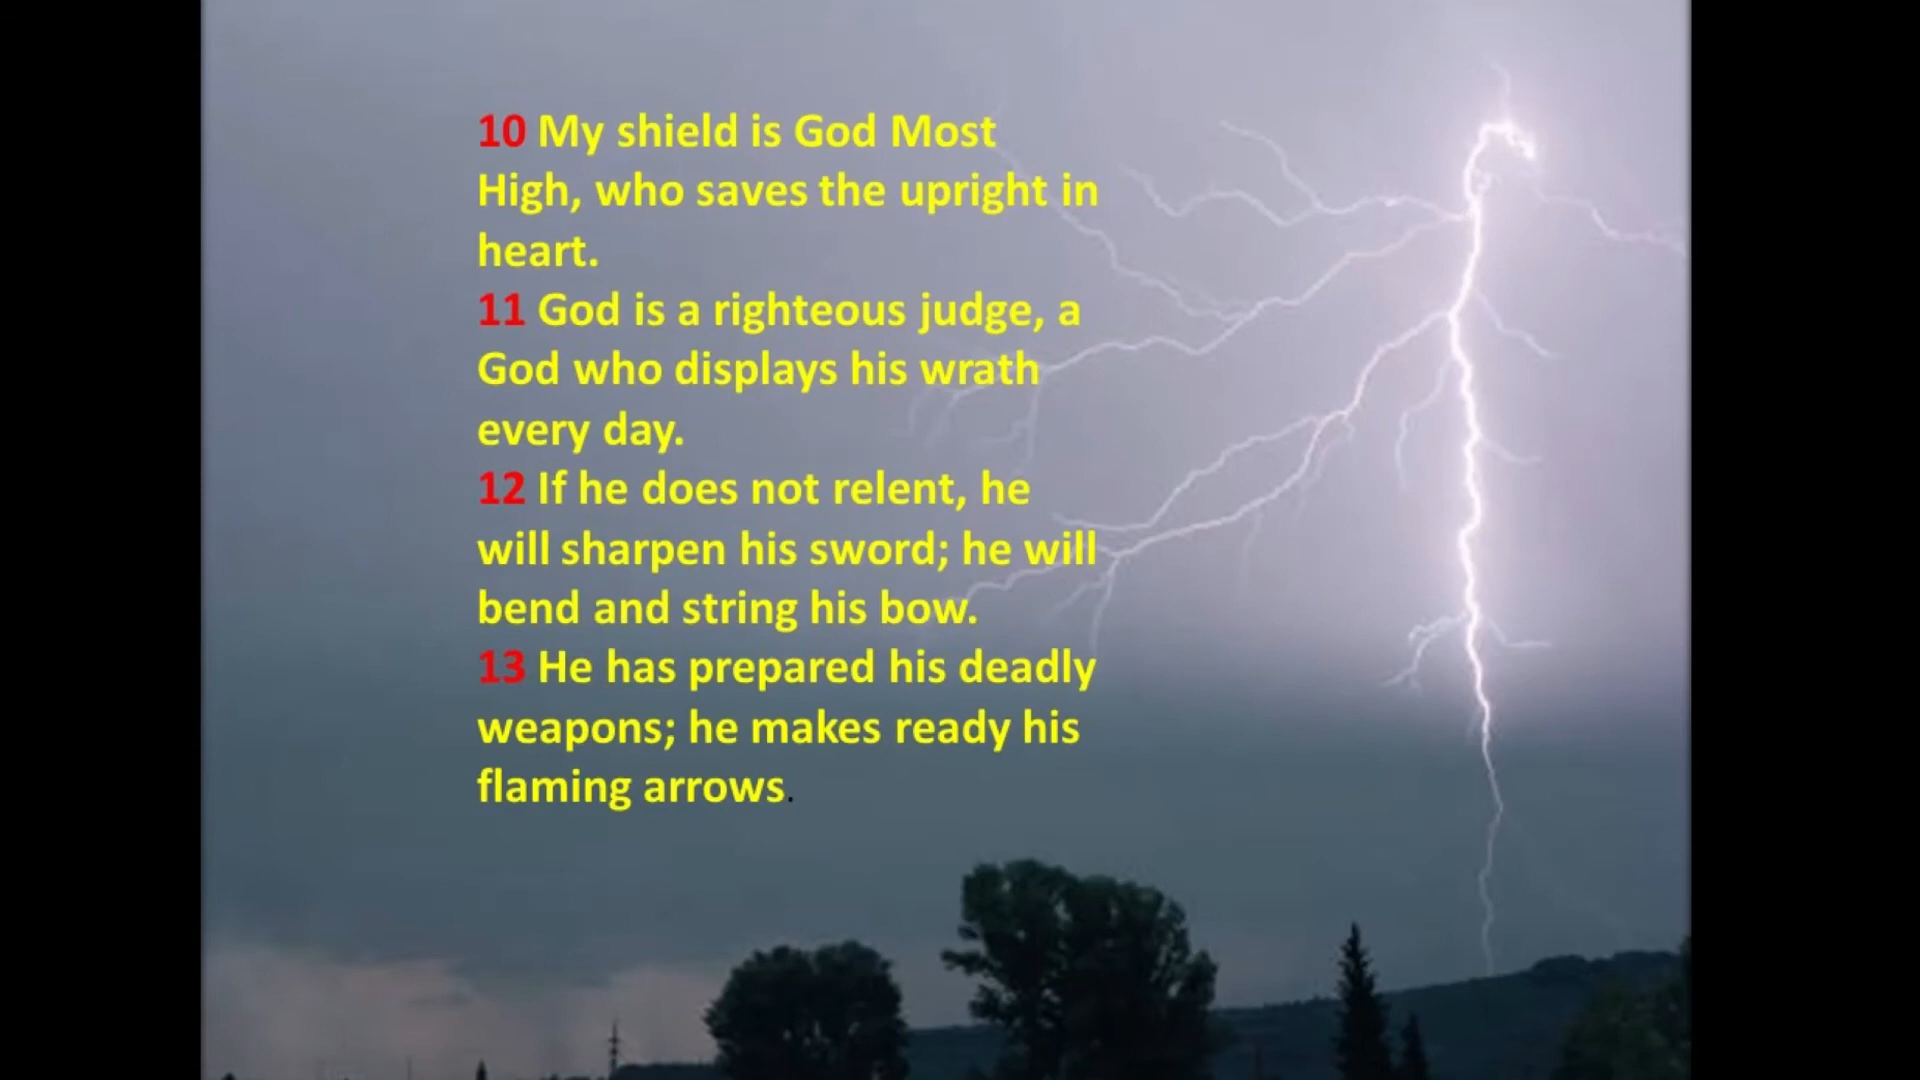 10 My shield is God Most
High, who saves the upright in
heart.
11 God is a righteous judge, a
God who displays his wrath
every day.
12 If he does not relent, he
will sharpen his sword; he will
bend and string his bow.
13 He has prepared his deadly
weapons; he makes ready his
flaming arrows.